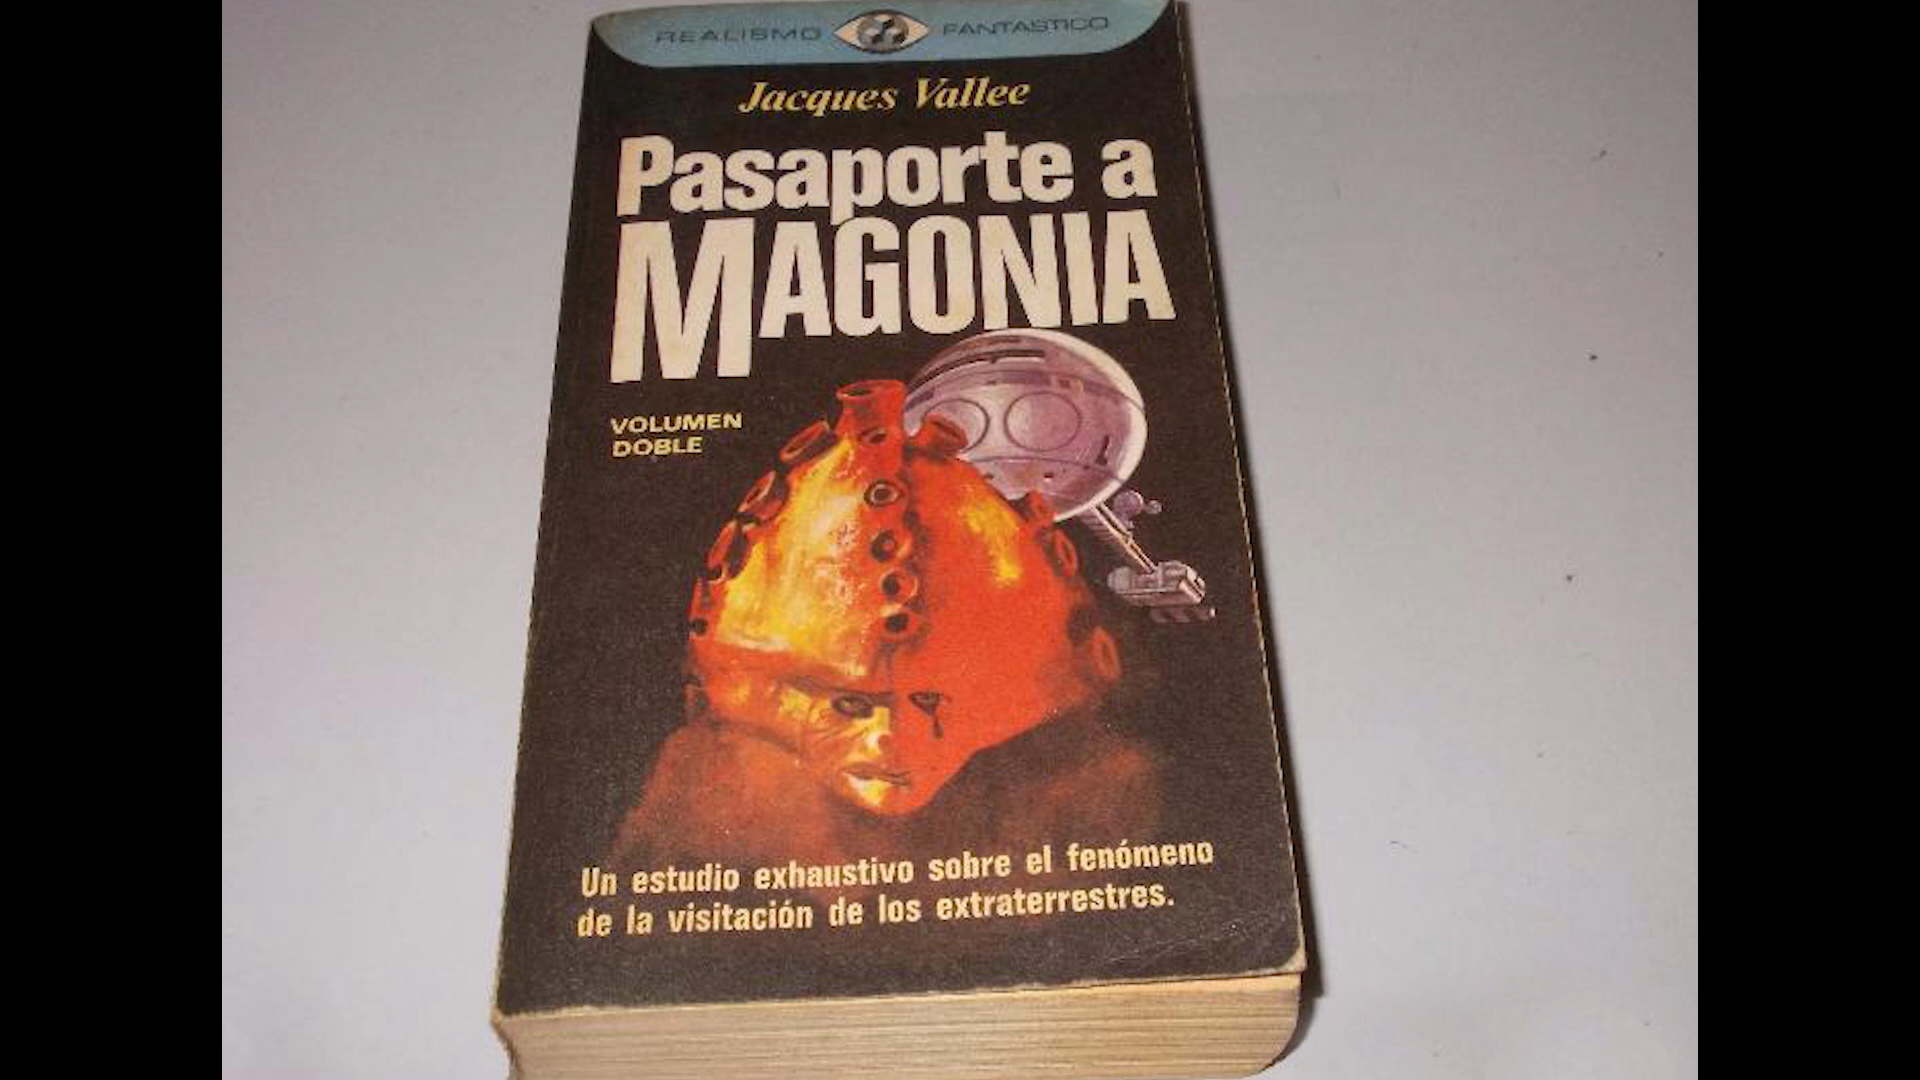 REALISMO FANTASTICO
Jacques Vallee
Pasaporte a
MAGONIA
VOLUMEN
DOBLE
Un estudio exhaustivo sobre el fenómeno
de la visitación de los extraterrestres.